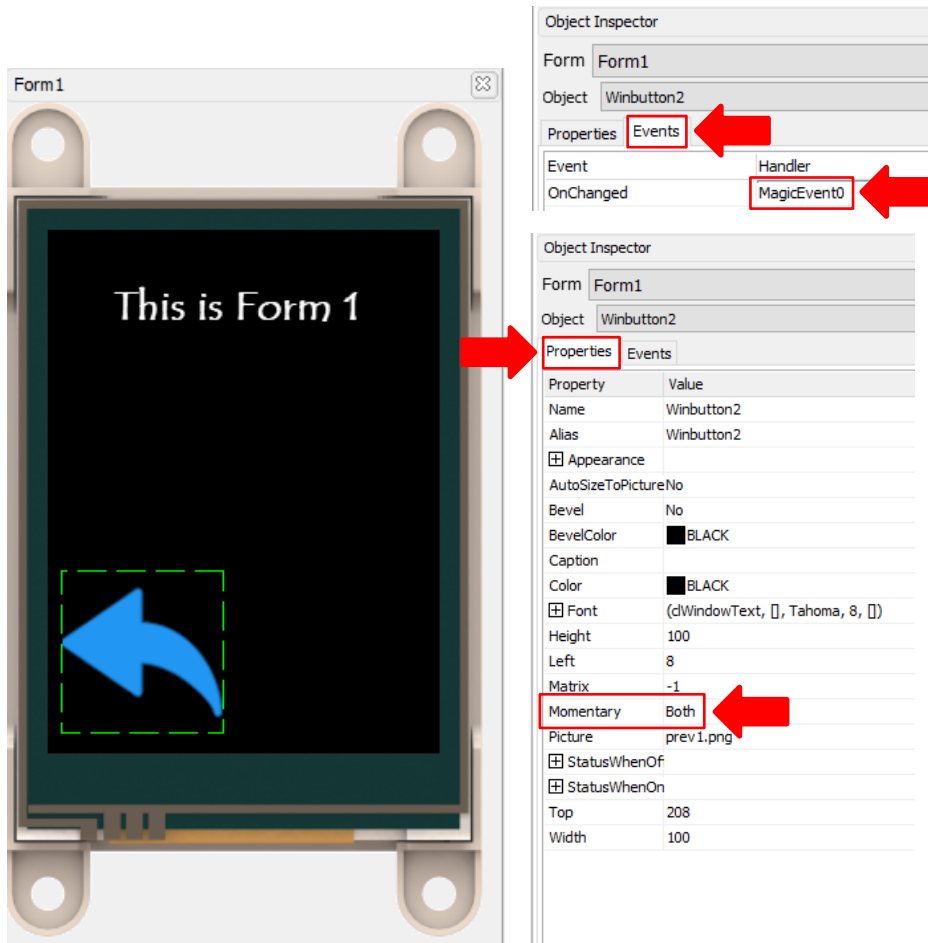 Form1
This is Form 1
Object Inspector
Form Form1
Object Winbutton2
Properties Events
Event Handler
OnChanged MagicEvent0
Object Inspector
Form Form1
Object Winbutton2
Properties Events
Property Value
Name Winbutton2
Alias Winbutton2
Appearance
AutoSizeToPicture No
Bevel No
BevelColor BLACK
Caption
Color BLACK
Font (clWindowText, [], Tahoma, 8, [])
Height 100
Left 8
Matrix -1
Momentary Both
Picture prev1.png
StatusWhenOf
StatusWhenOn
Top 208
Width 100